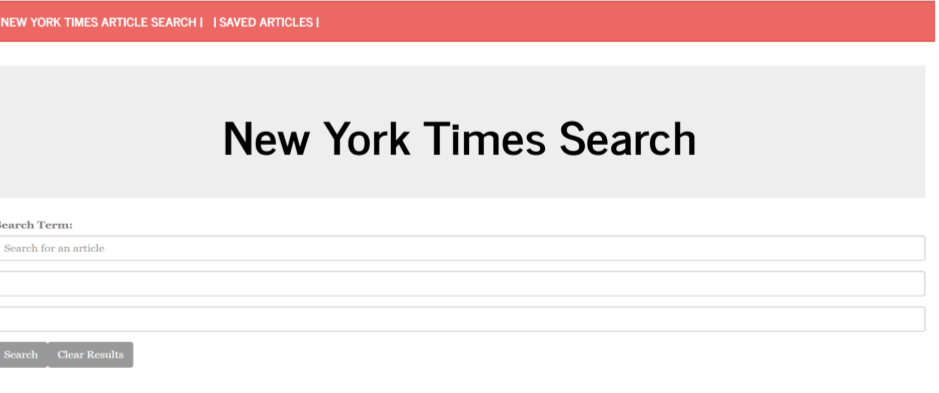 NEW YORK TIMES ARTICLE SEARCH | | SAVED ARTICLES |
New York Times Search
Search Term:
Search for an article
Search Clear Results